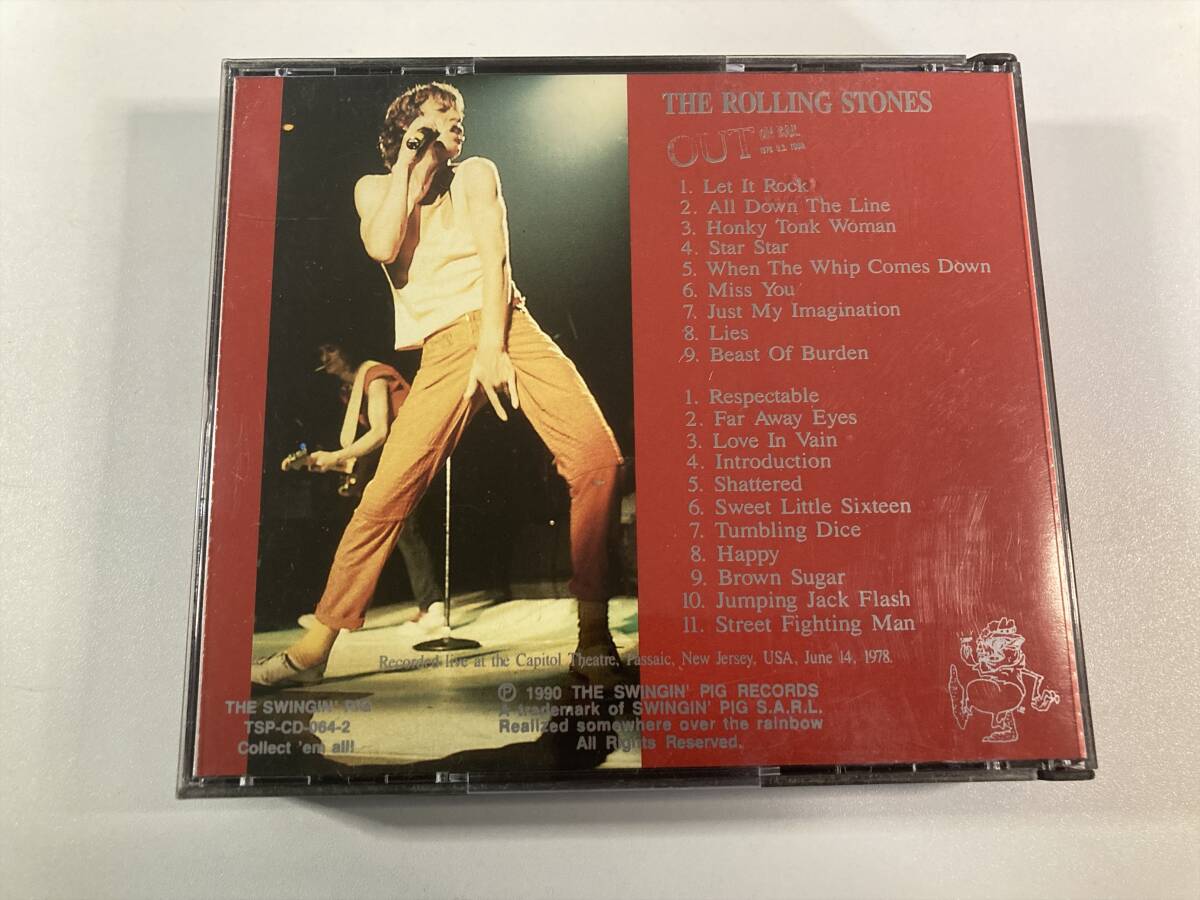 THE ROLLING STONES
OUT
ON BAIL
1. Let It Rock
2. All Down The Line
3. Honky Tonk Woman
4. Star Star
5. When The Whip Comes Down
6. Miss You
7. Just My Imagination
8. Lies
9. Beast Of Burden
1. Respectable
2. Far Away Eyes
3. Love In Vain
4. Introduction
5. Shattered
6. Sweet Little Sixteen
7. Tumbling Dice
8. Happy
9. Brown Sugar
10. Jumping Jack Flash
11. Street Fighting Man
Recorded live at the Capitol Theatre, Passaic, New Jersey, USA, June 14, 1978.
THE SWINGIN' PIG
TSP-CD-064-2
Collect 'em all!
℗ 1990 THE SWINGIN' PIG RECORDS
A trademark of SWINGIN' PIG S.A.R.L.
Realized somewhere over the rainbow
All Rights Reserved.